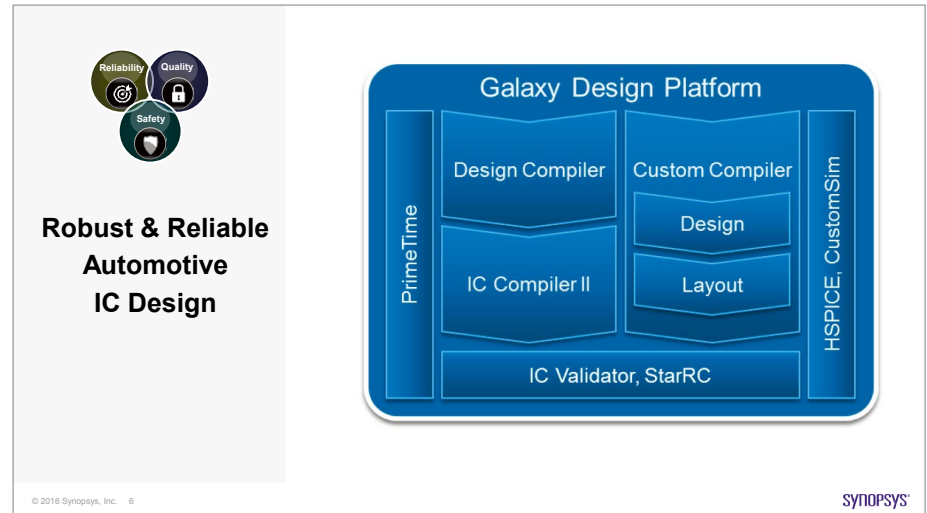 Reliability
Quality
Safety
Robust & Reliable
Automotive
IC Design
Galaxy Design Platform
PrimeTime
Design Compiler
IC Compiler II
Custom Compiler
Design
Layout
HSPICE, CustomSim
IC Validator, StarRC
© 2016 Synopsys, Inc. 6
SYNOPSYS®